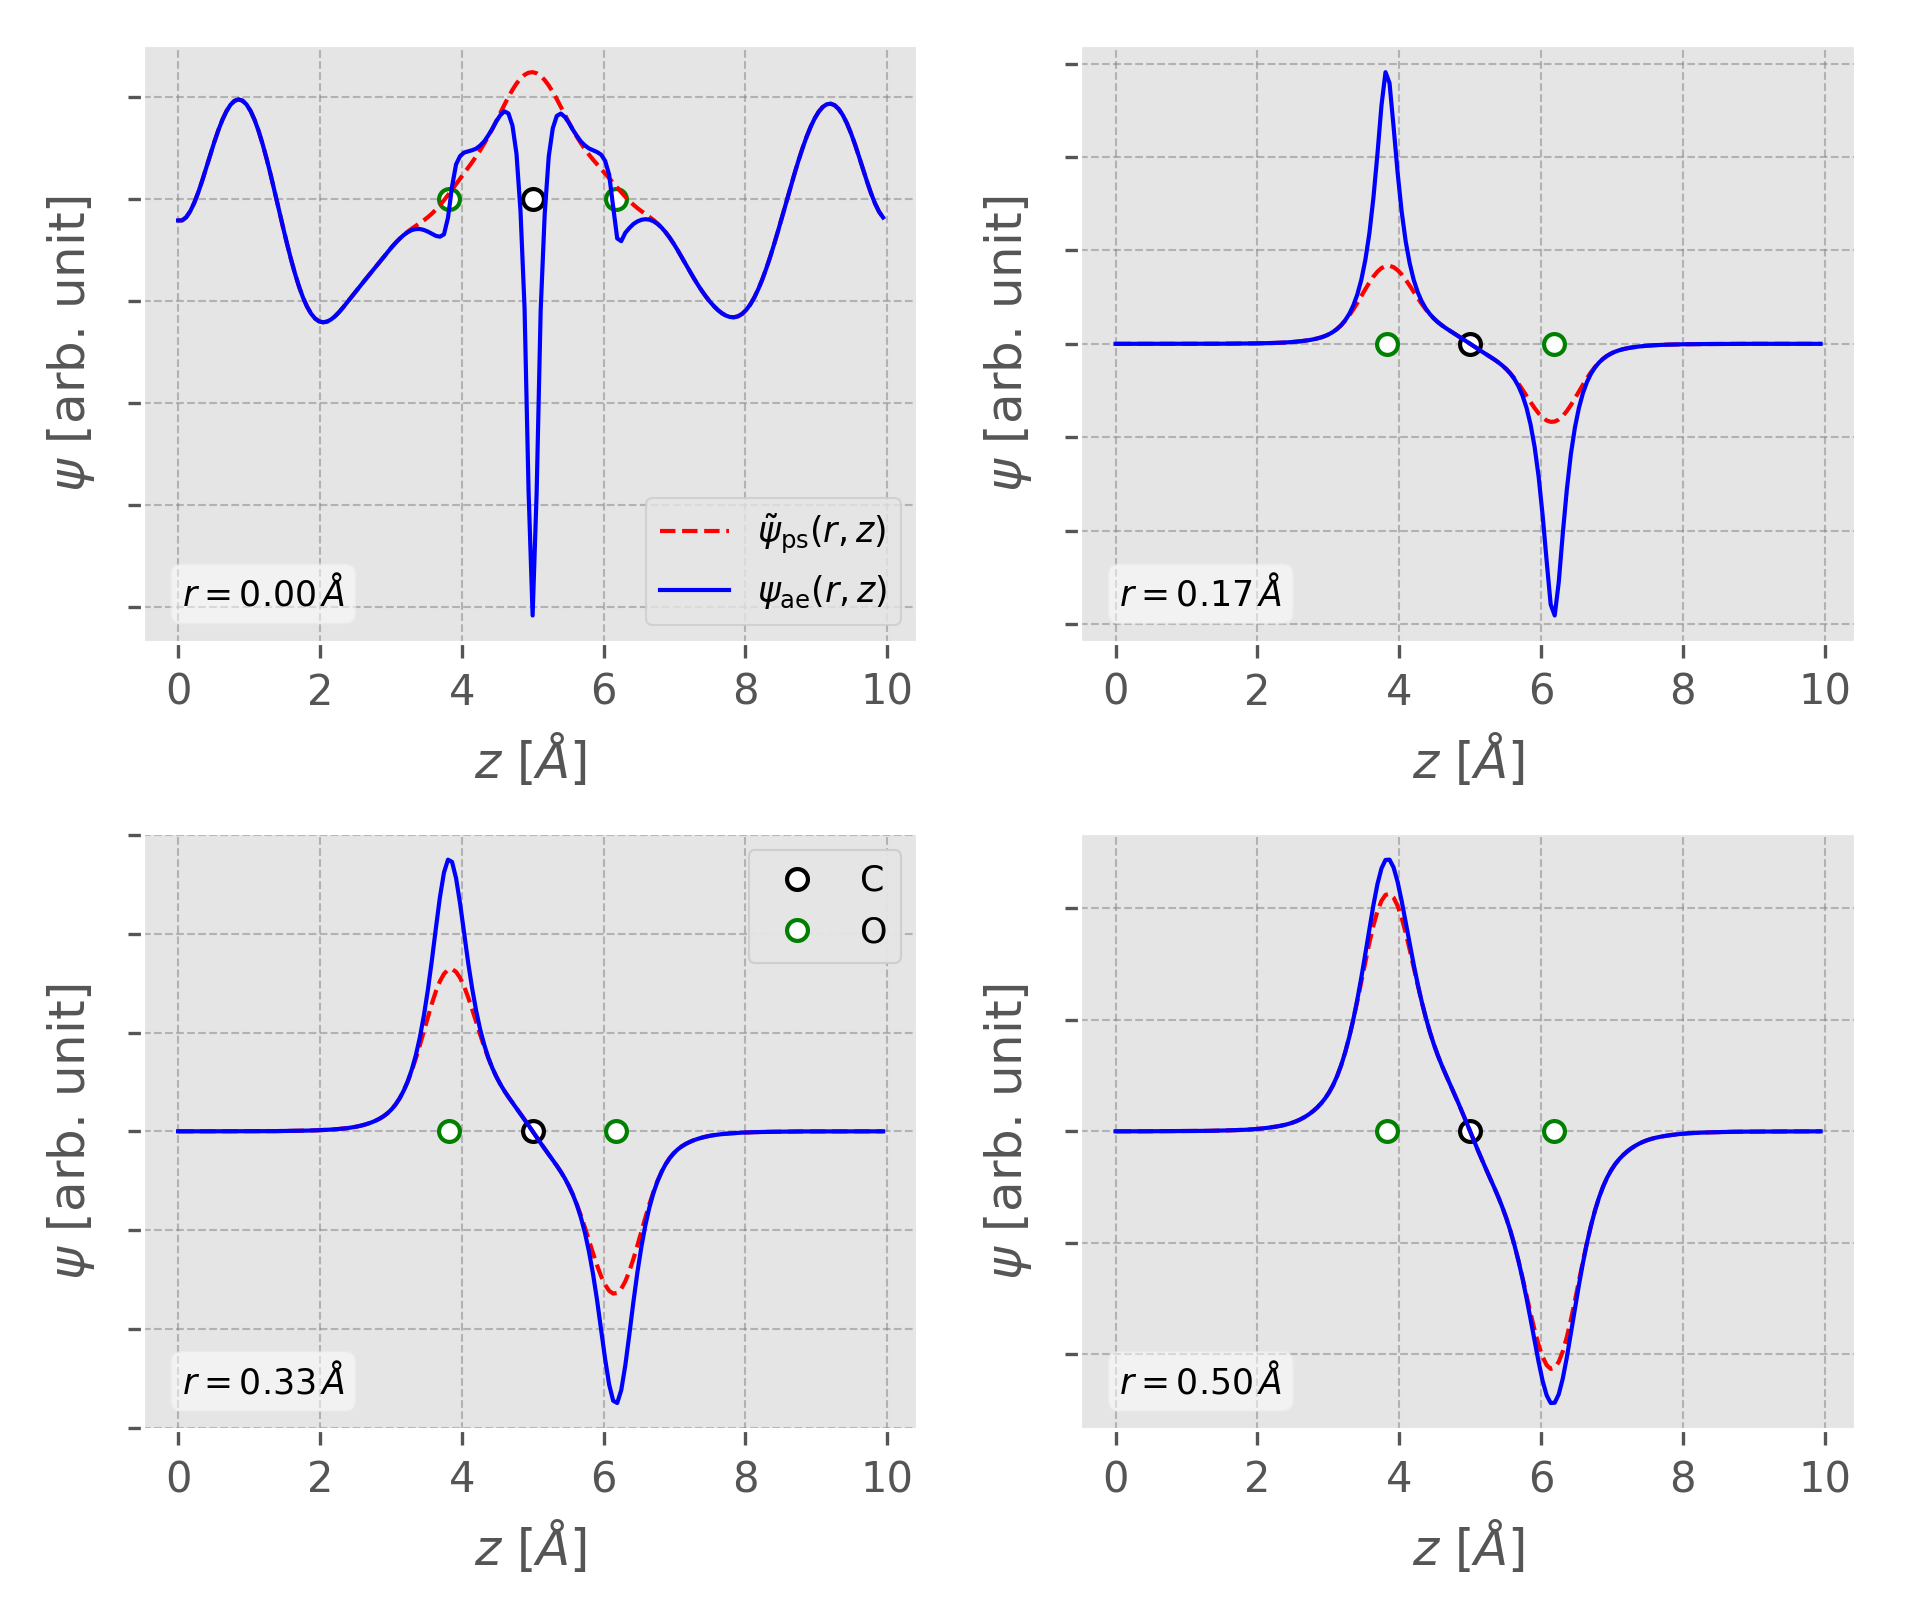 ψ [arb. unit]
ψ̃ps(r, z)
ψae(r, z)
r = 0.00 Å
0 2 4 6 8 10
z [Å]
ψ [arb. unit]
r = 0.17 Å
0 2 4 6 8 10
z [Å]
ψ [arb. unit]
C
O
r = 0.33 Å
0 2 4 6 8 10
z [Å]
ψ [arb. unit]
r = 0.50 Å
0 2 4 6 8 10
z [Å]